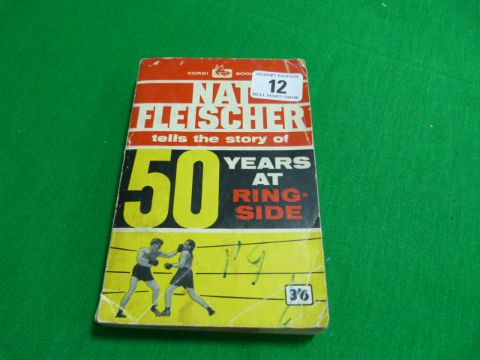 CORGI BOOKS
12
NAT
FLEISCHER
tells the story of
50 YEARS
AT
RING-
SIDE
3'6